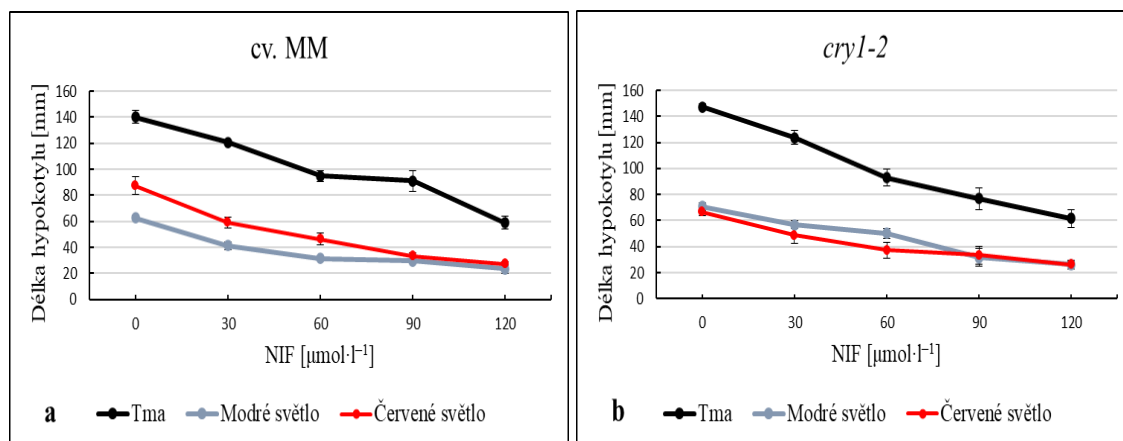 cv. MM
160
140
120
100
80
60
40
20
0
Délka hypokotylu [mm]
0 30 60 90 120
NIF [µmol·l⁻¹]
a Tma Modré světlo Červené světlo
cry1-2
160
140
120
100
80
60
40
20
0
Délka hypokotylu [mm]
0 30 60 90 120
NIF [µmol·l⁻¹]
b Tma Modré světlo Červené světlo